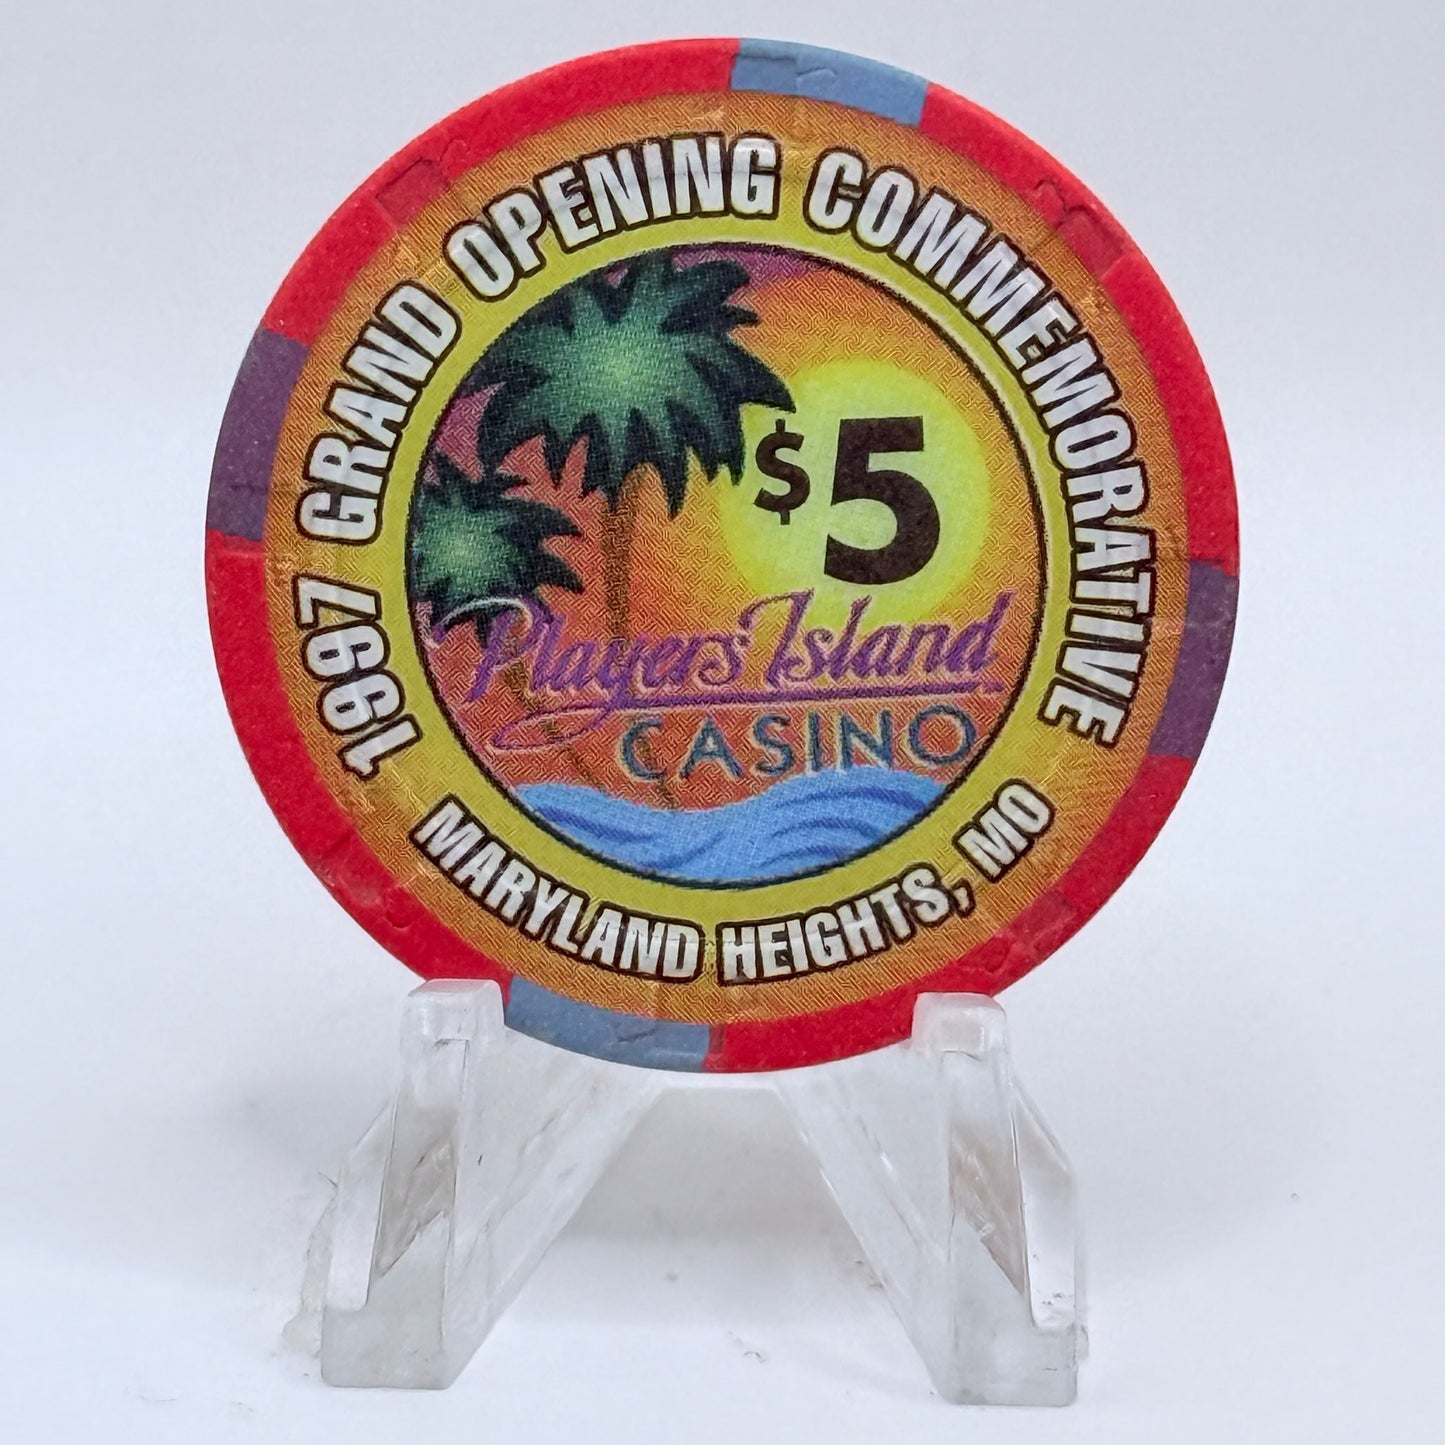 1997 GRAND OPENING COMMEMORATIVE
$5
Players Island
CASINO
MARYLAND HEIGHTS, MO